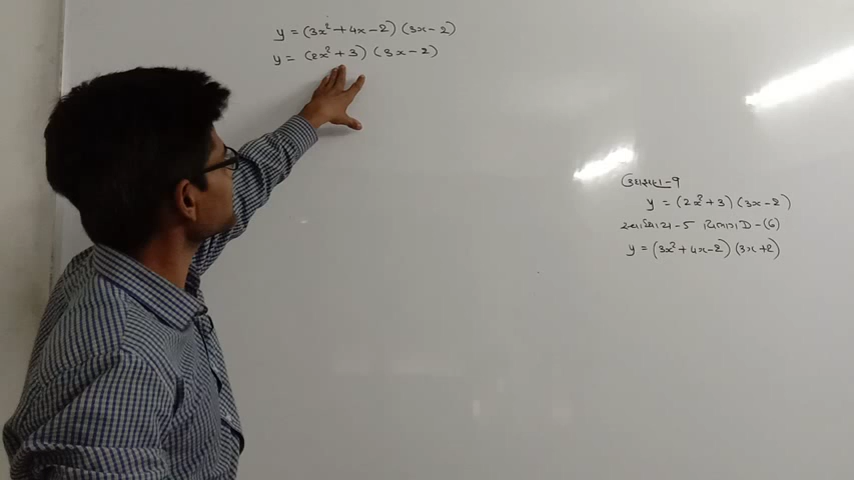 y = (3x² + 4x - 2) (3x - 2)
y = (2x² + 3) (3x - 2)
ઉદાહરણ-૧
y = (2x² + 3) (3x - 2)
સ્વાધ્યાય - 5 વિભાગ D - (6)
y = (3x² + 4x - 2) (3x + 2)